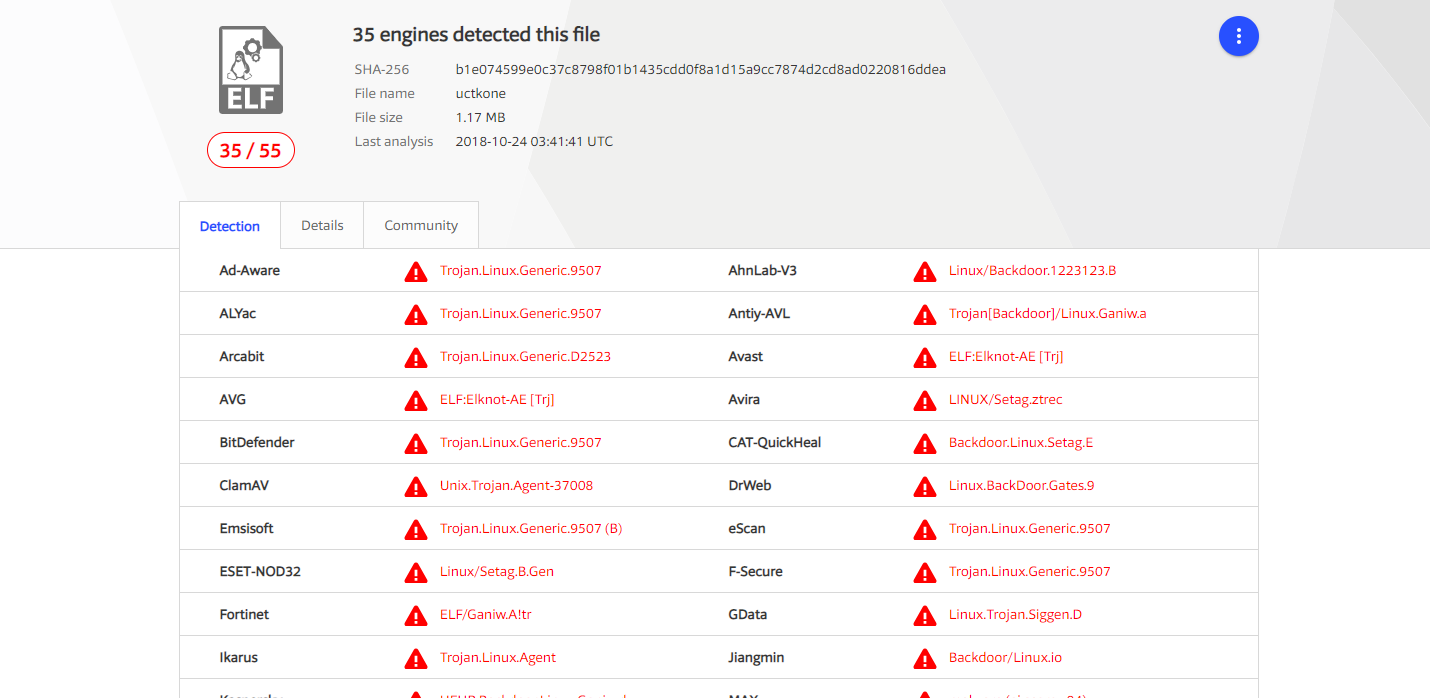 35 engines detected this file
SHA-256 b1e074599e0c37c8798f01b1435cdd0f8a1d15a9cc7874d2cd8ad0220816ddea
File name uctkone
File size 1.17 MB
Last analysis 2018-10-24 03:41:41 UTC
ELF
35 / 55
Detection Details Community
Ad-Aware Trojan.Linux.Generic.9507 AhnLab-V3 Linux/Backdoor.1223123.B
ALYac Trojan.Linux.Generic.9507 Antiy-AVL Trojan[Backdoor]/Linux.Ganiw.a
Arcabit Trojan.Linux.Generic.D2523 Avast ELF:Elknot-AE [Trj]
AVG ELF:Elknot-AE [Trj] Avira LINUX/Setag.ztrec
BitDefender Trojan.Linux.Generic.9507 CAT-QuickHeal Backdoor.Linux.Setag.E
ClamAV Unix.Trojan.Agent-37008 DrWeb Linux.BackDoor.Gates.9
Emsisoft Trojan.Linux.Generic.9507 (B) eScan Trojan.Linux.Generic.9507
ESET-NOD32 Linux/Setag.B.Gen F-Secure Trojan.Linux.Generic.9507
Fortinet ELF/Ganiw.A!tr GData Linux.Trojan.Siggen.D
Ikarus Trojan.Linux.Agent Jiangmin Backdoor/Linux.io